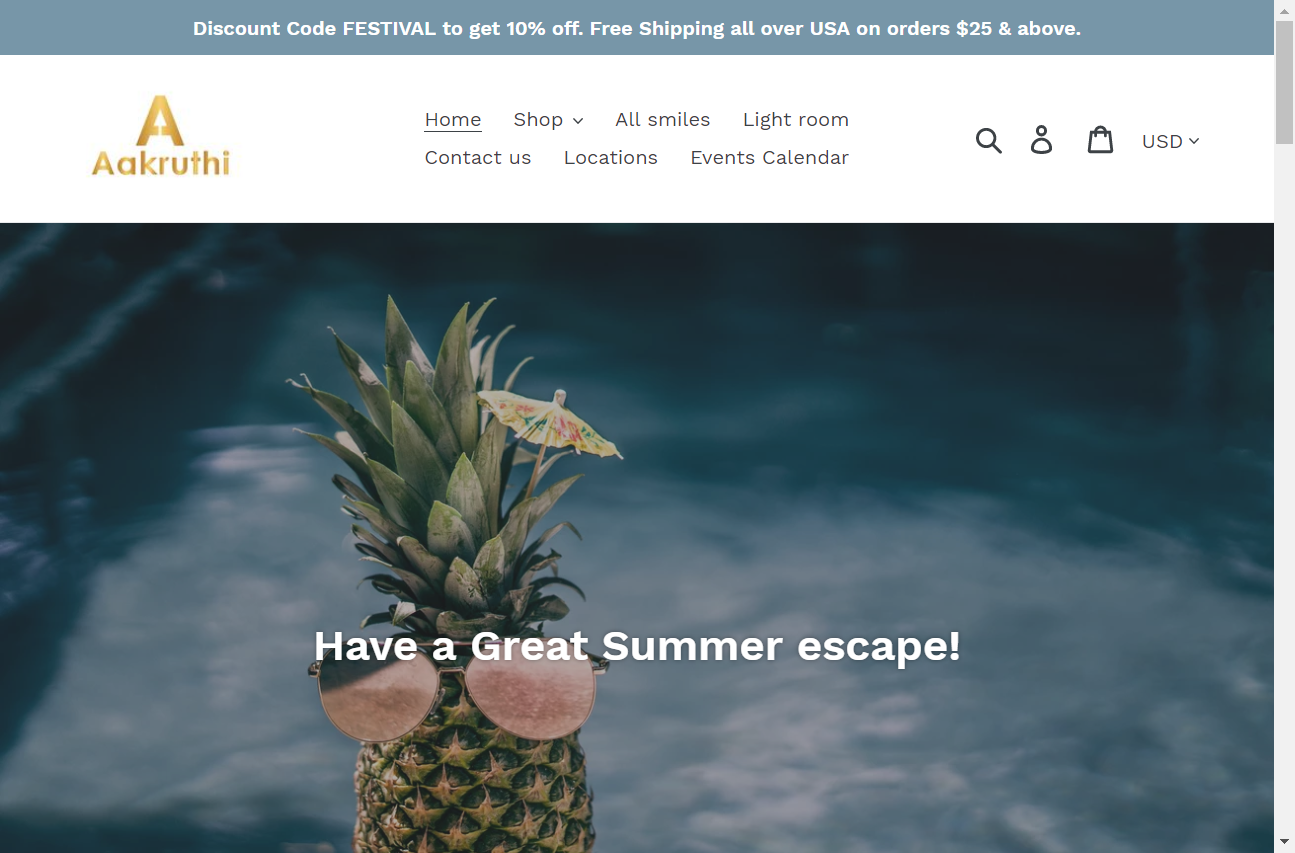 Discount Code FESTIVAL to get 10% off. Free Shipping all over USA on orders $25 & above.
A
Aakruthi
Home Shop All smiles Light room
Contact us Locations Events Calendar
USD
Have a Great Summer escape!